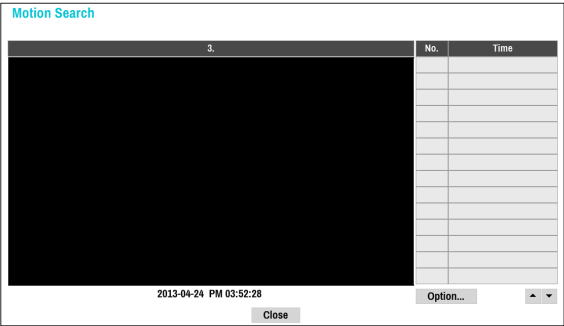 Motion Search
3.
No. Time
2013-04-24 PM 03:52:28
Option...
Close